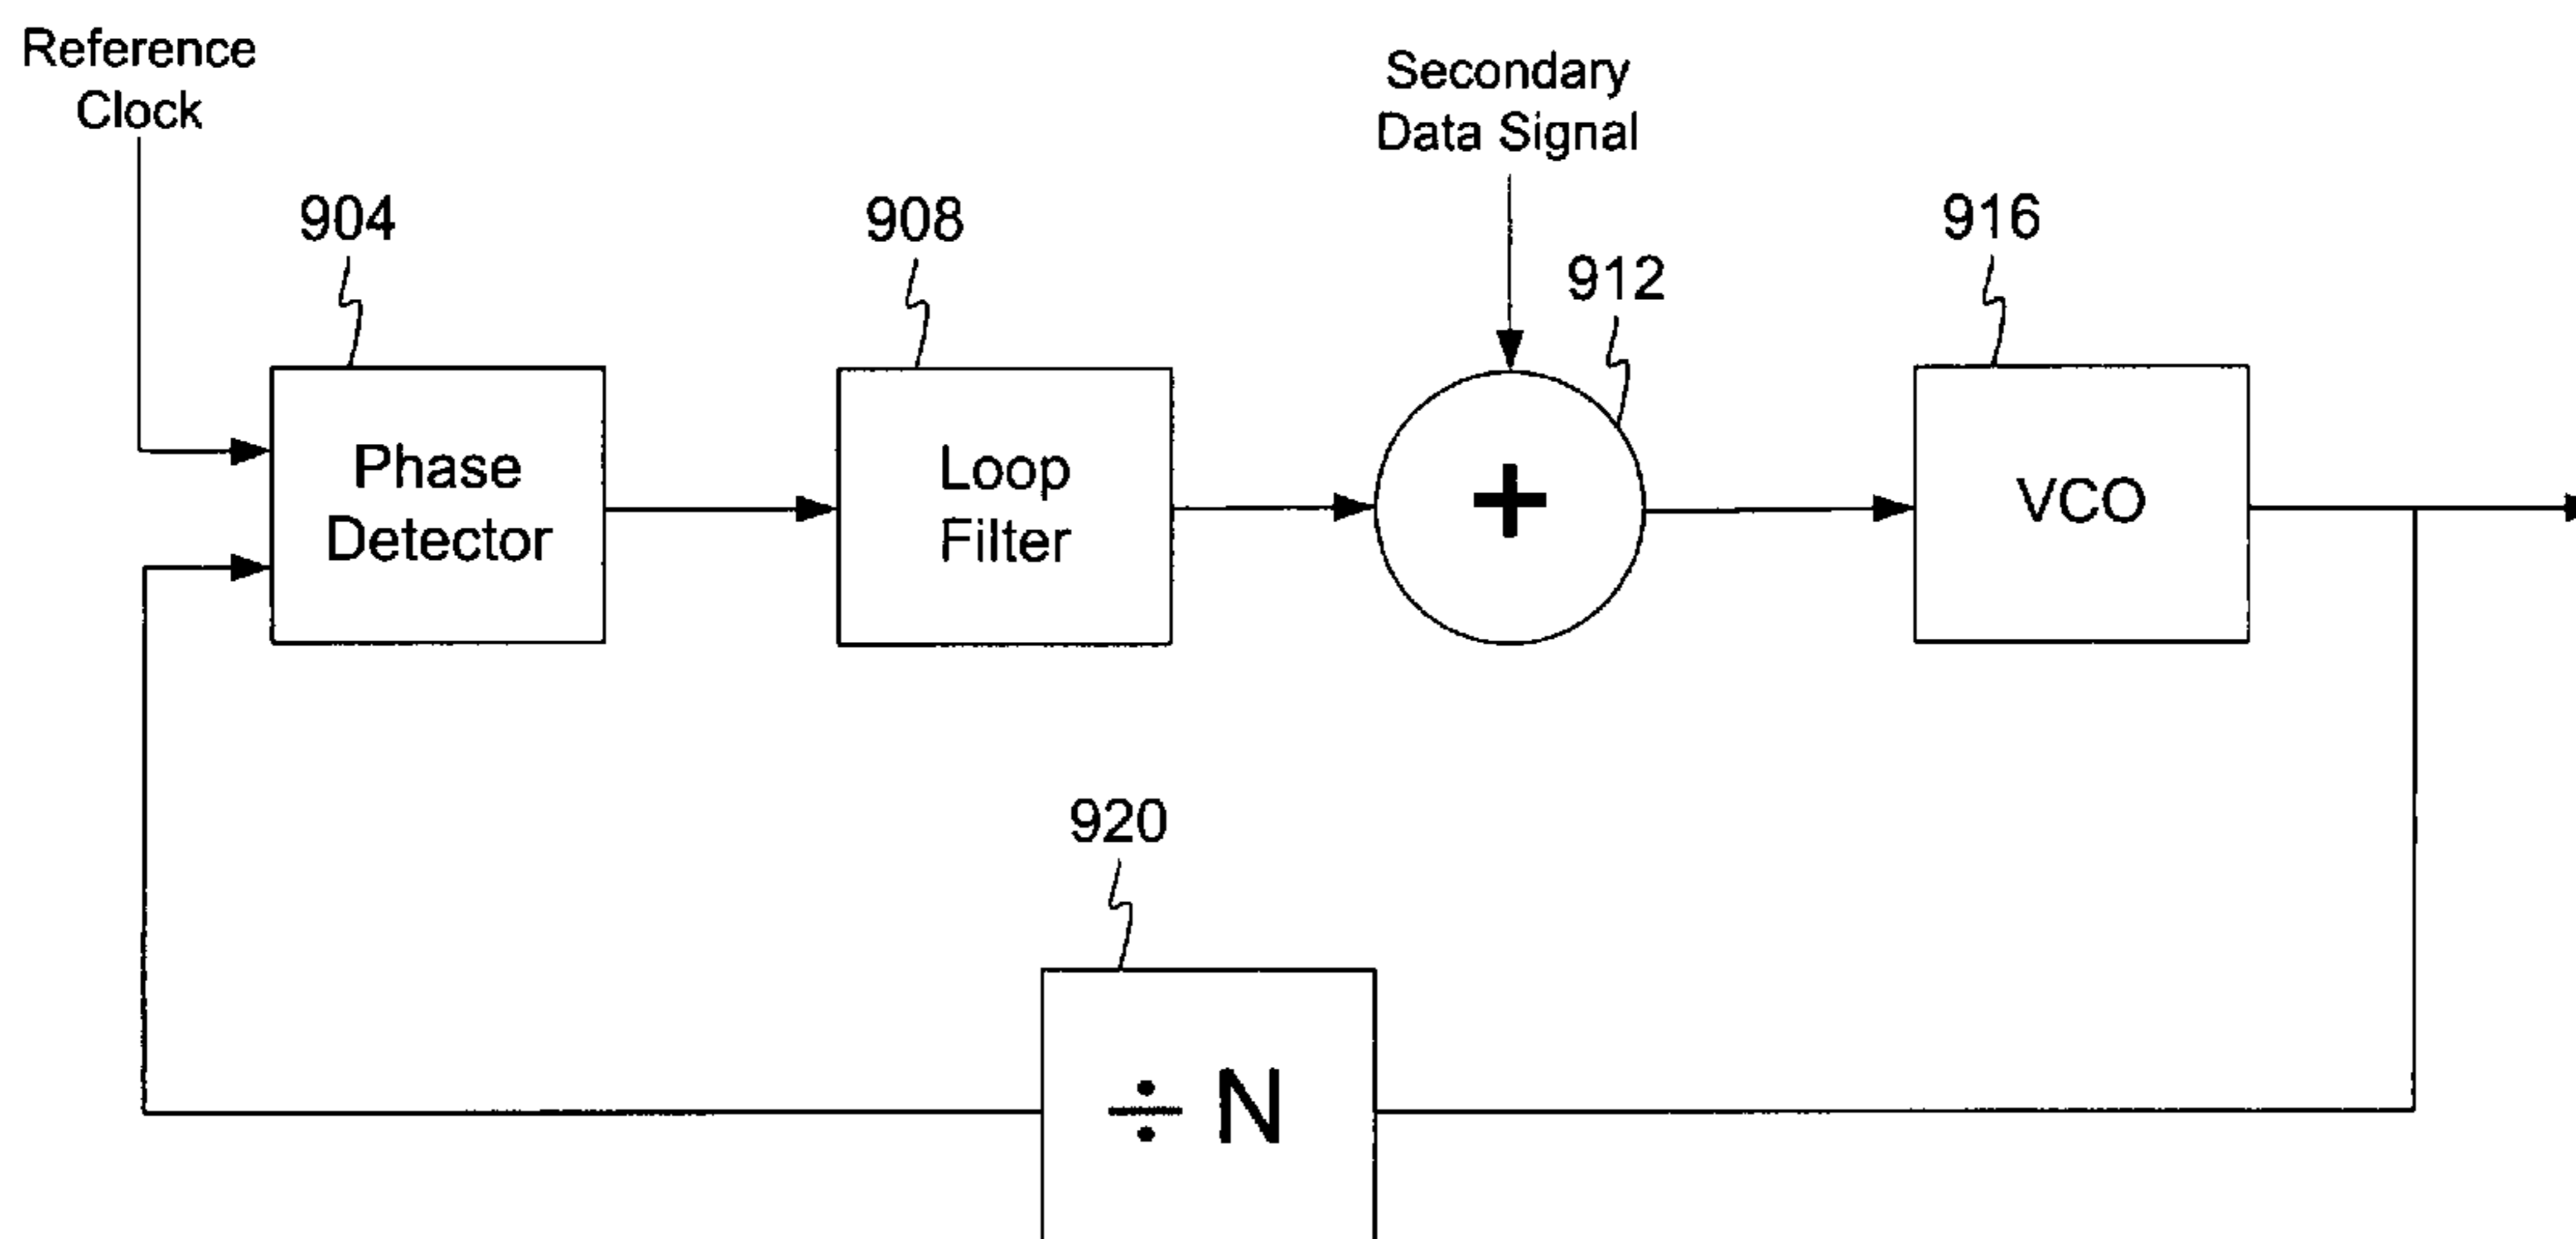 Reference
Clock
Secondary
Data Signal
904
908
912
916
Phase
Detector
Loop
Filter
+
VCO
920
÷ N